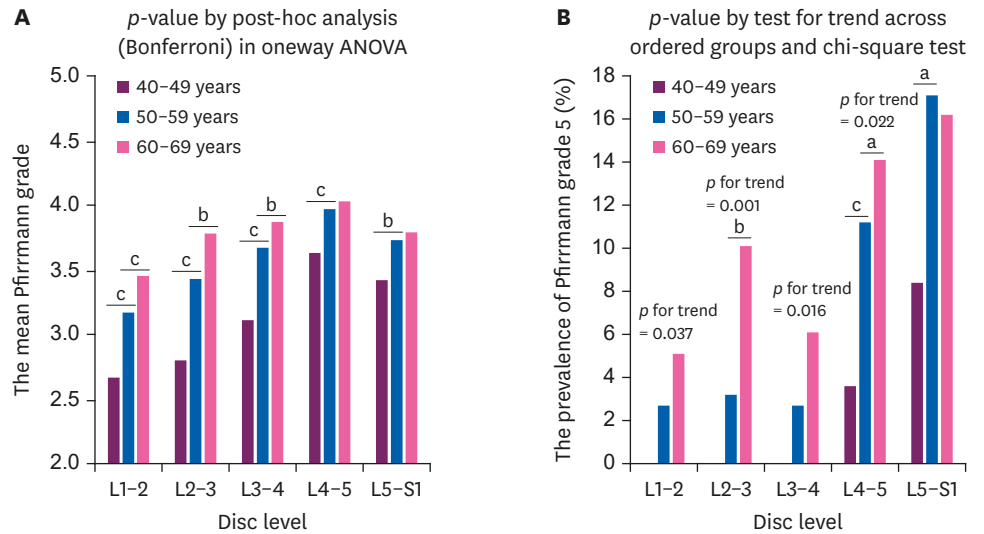 A
p-value by post-hoc analysis
(Bonferroni) in oneway ANOVA
The mean Pfirrmann grade
5.0
4.5
4.0
3.5
3.0
2.5
2.0
40–49 years
50–59 years
60–69 years
c
c
c
b
c
b
c
b
L1–2
L2–3
L3–4
L4–5
L5–S1
Disc level
B
p-value by test for trend across
ordered groups and chi-square test
The prevalence of Pfirrmann grade 5 (%)
18
16
14
12
10
8
6
4
2
0
40–49 years
50–59 years
60–69 years
p for trend
= 0.037
p for trend
= 0.001
b
p for trend
= 0.016
p for trend
= 0.022
a
c
a
L1–2
L2–3
L3–4
L4–5
L5–S1
Disc level